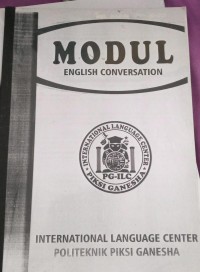 MODUL
ENGLISH CONVERSATION
INTERNATIONAL LANGUAGE CENTER
PG-ILC
PIKSI GANESHA
INTERNATIONAL LANGUAGE CENTER
POLITEKNIK PIKSI GANESHA